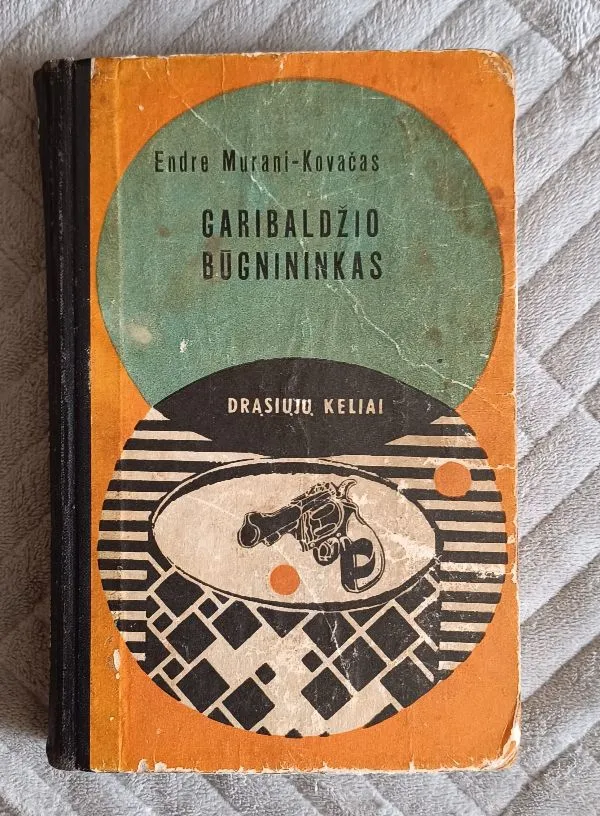 Endre Murani-Kovačas
GARIBALDŽIO
BŪGNININKAS
DRĄSIŲJŲ KELIAI